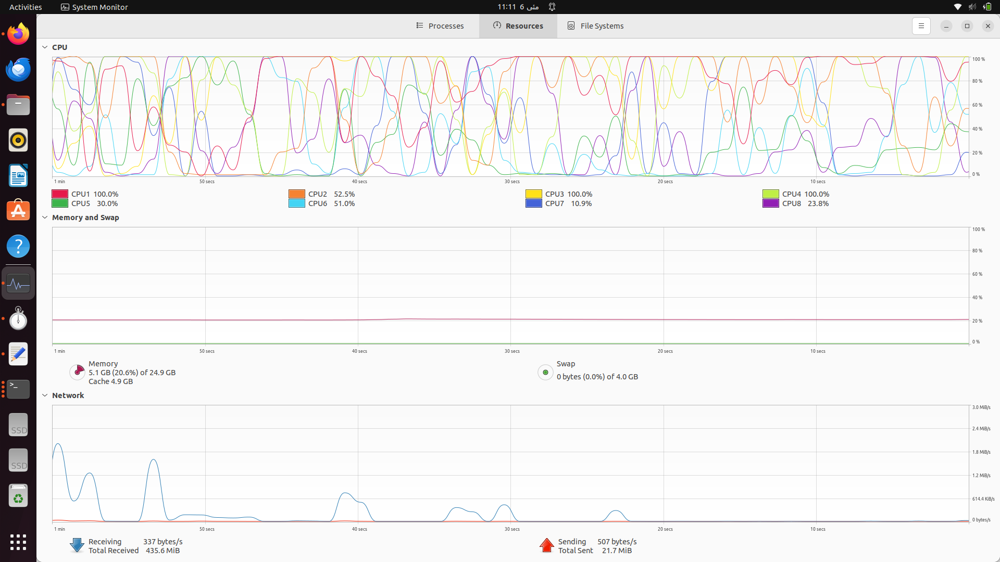 Activities System Monitor 11:11 6 مئی
Processes Resources File Systems
CPU
100 %
80 %
60 %
40 %
20 %
0 %
1 min 50 secs 40 secs 30 secs 20 secs 10 secs
CPU1 100.0% CPU2 52.5% CPU3 100.0% CPU4 100.0%
CPU5 30.0% CPU6 51.0% CPU7 10.9% CPU8 23.8%
Memory and Swap
100 %
80 %
60 %
40 %
20 %
0 %
1 min 50 secs 40 secs 30 secs 20 secs 10 secs
Memory
5.1 GB (20.6%) of 24.9 GB
Cache 4.9 GB
Swap
0 bytes (0.0%) of 4.0 GB
Network
3.0 MiB/s
2.4 MiB/s
1.8 MiB/s
1.2 MiB/s
614.4 KiB/s
0 bytes/s
1 min 50 secs 40 secs 30 secs 20 secs 10 secs
Receiving 337 bytes/s
Total Received 435.6 MiB
Sending 507 bytes/s
Total Sent 21.7 MiB
?
>_
SSD
SSD